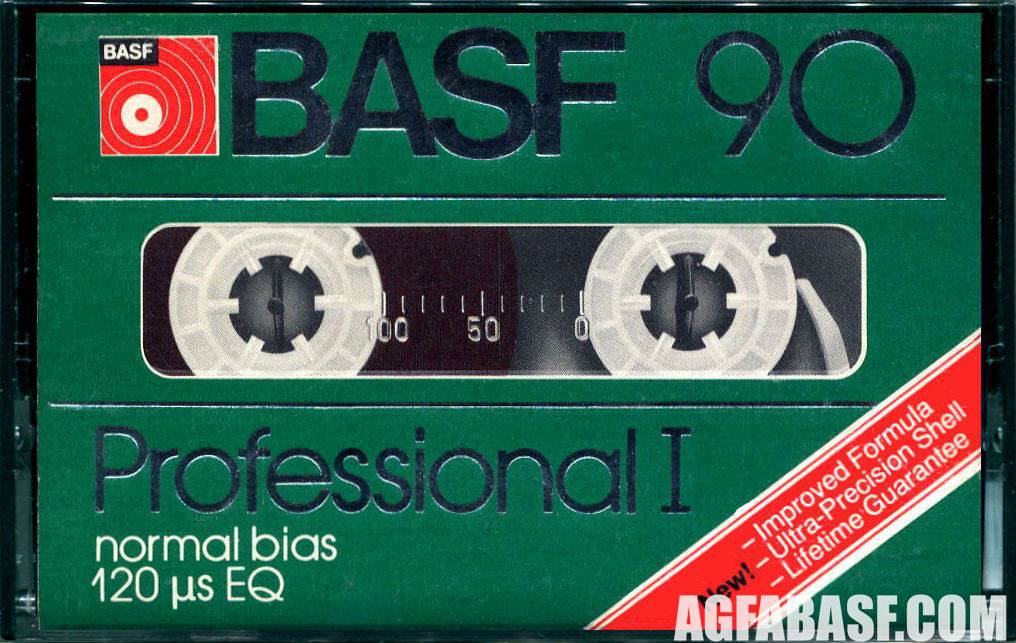 BASF
BASF 90
100 50 0
Professional I
normal bias
120 µs EQ
New!
- Improved Formula
- Ultra-Precision Shell
- Lifetime Guarantee
AGFABASF.COM